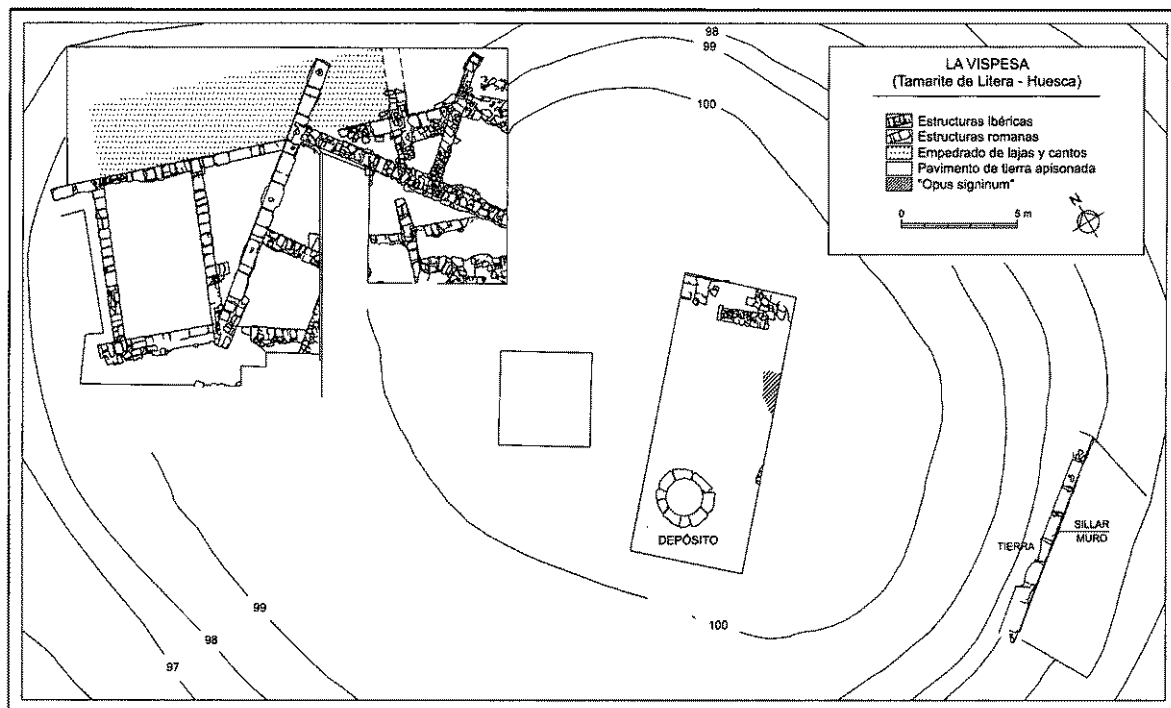 98
99
100
LA VISPESA
(Tamarite de Litera - Huesca)
Estructuras ibéricas
Estructuras romanas
Empedrado de lajas y cantos
Pavimento de tierra apisonada
"Opus signinum"
N
0 5 m
DEPÓSITO
TIERRA
SILLAR
MURO
99
98
97
100